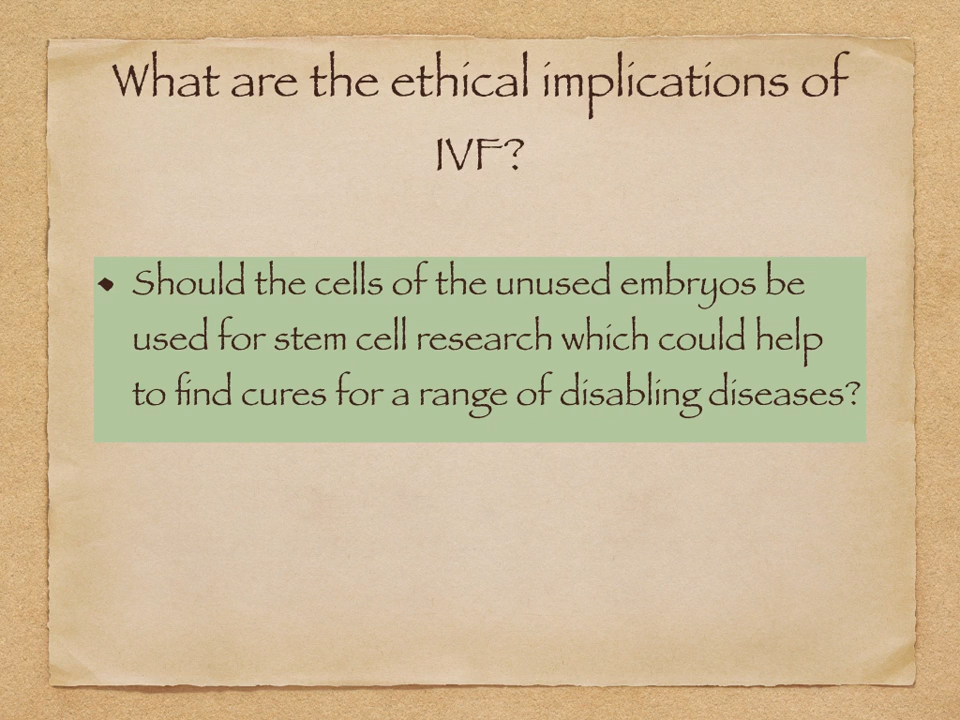 What are the ethical implications of
IVF?
• Should the cells of the unused embryos be
used for stem cell research which could help
to find cures for a range of disabling diseases?